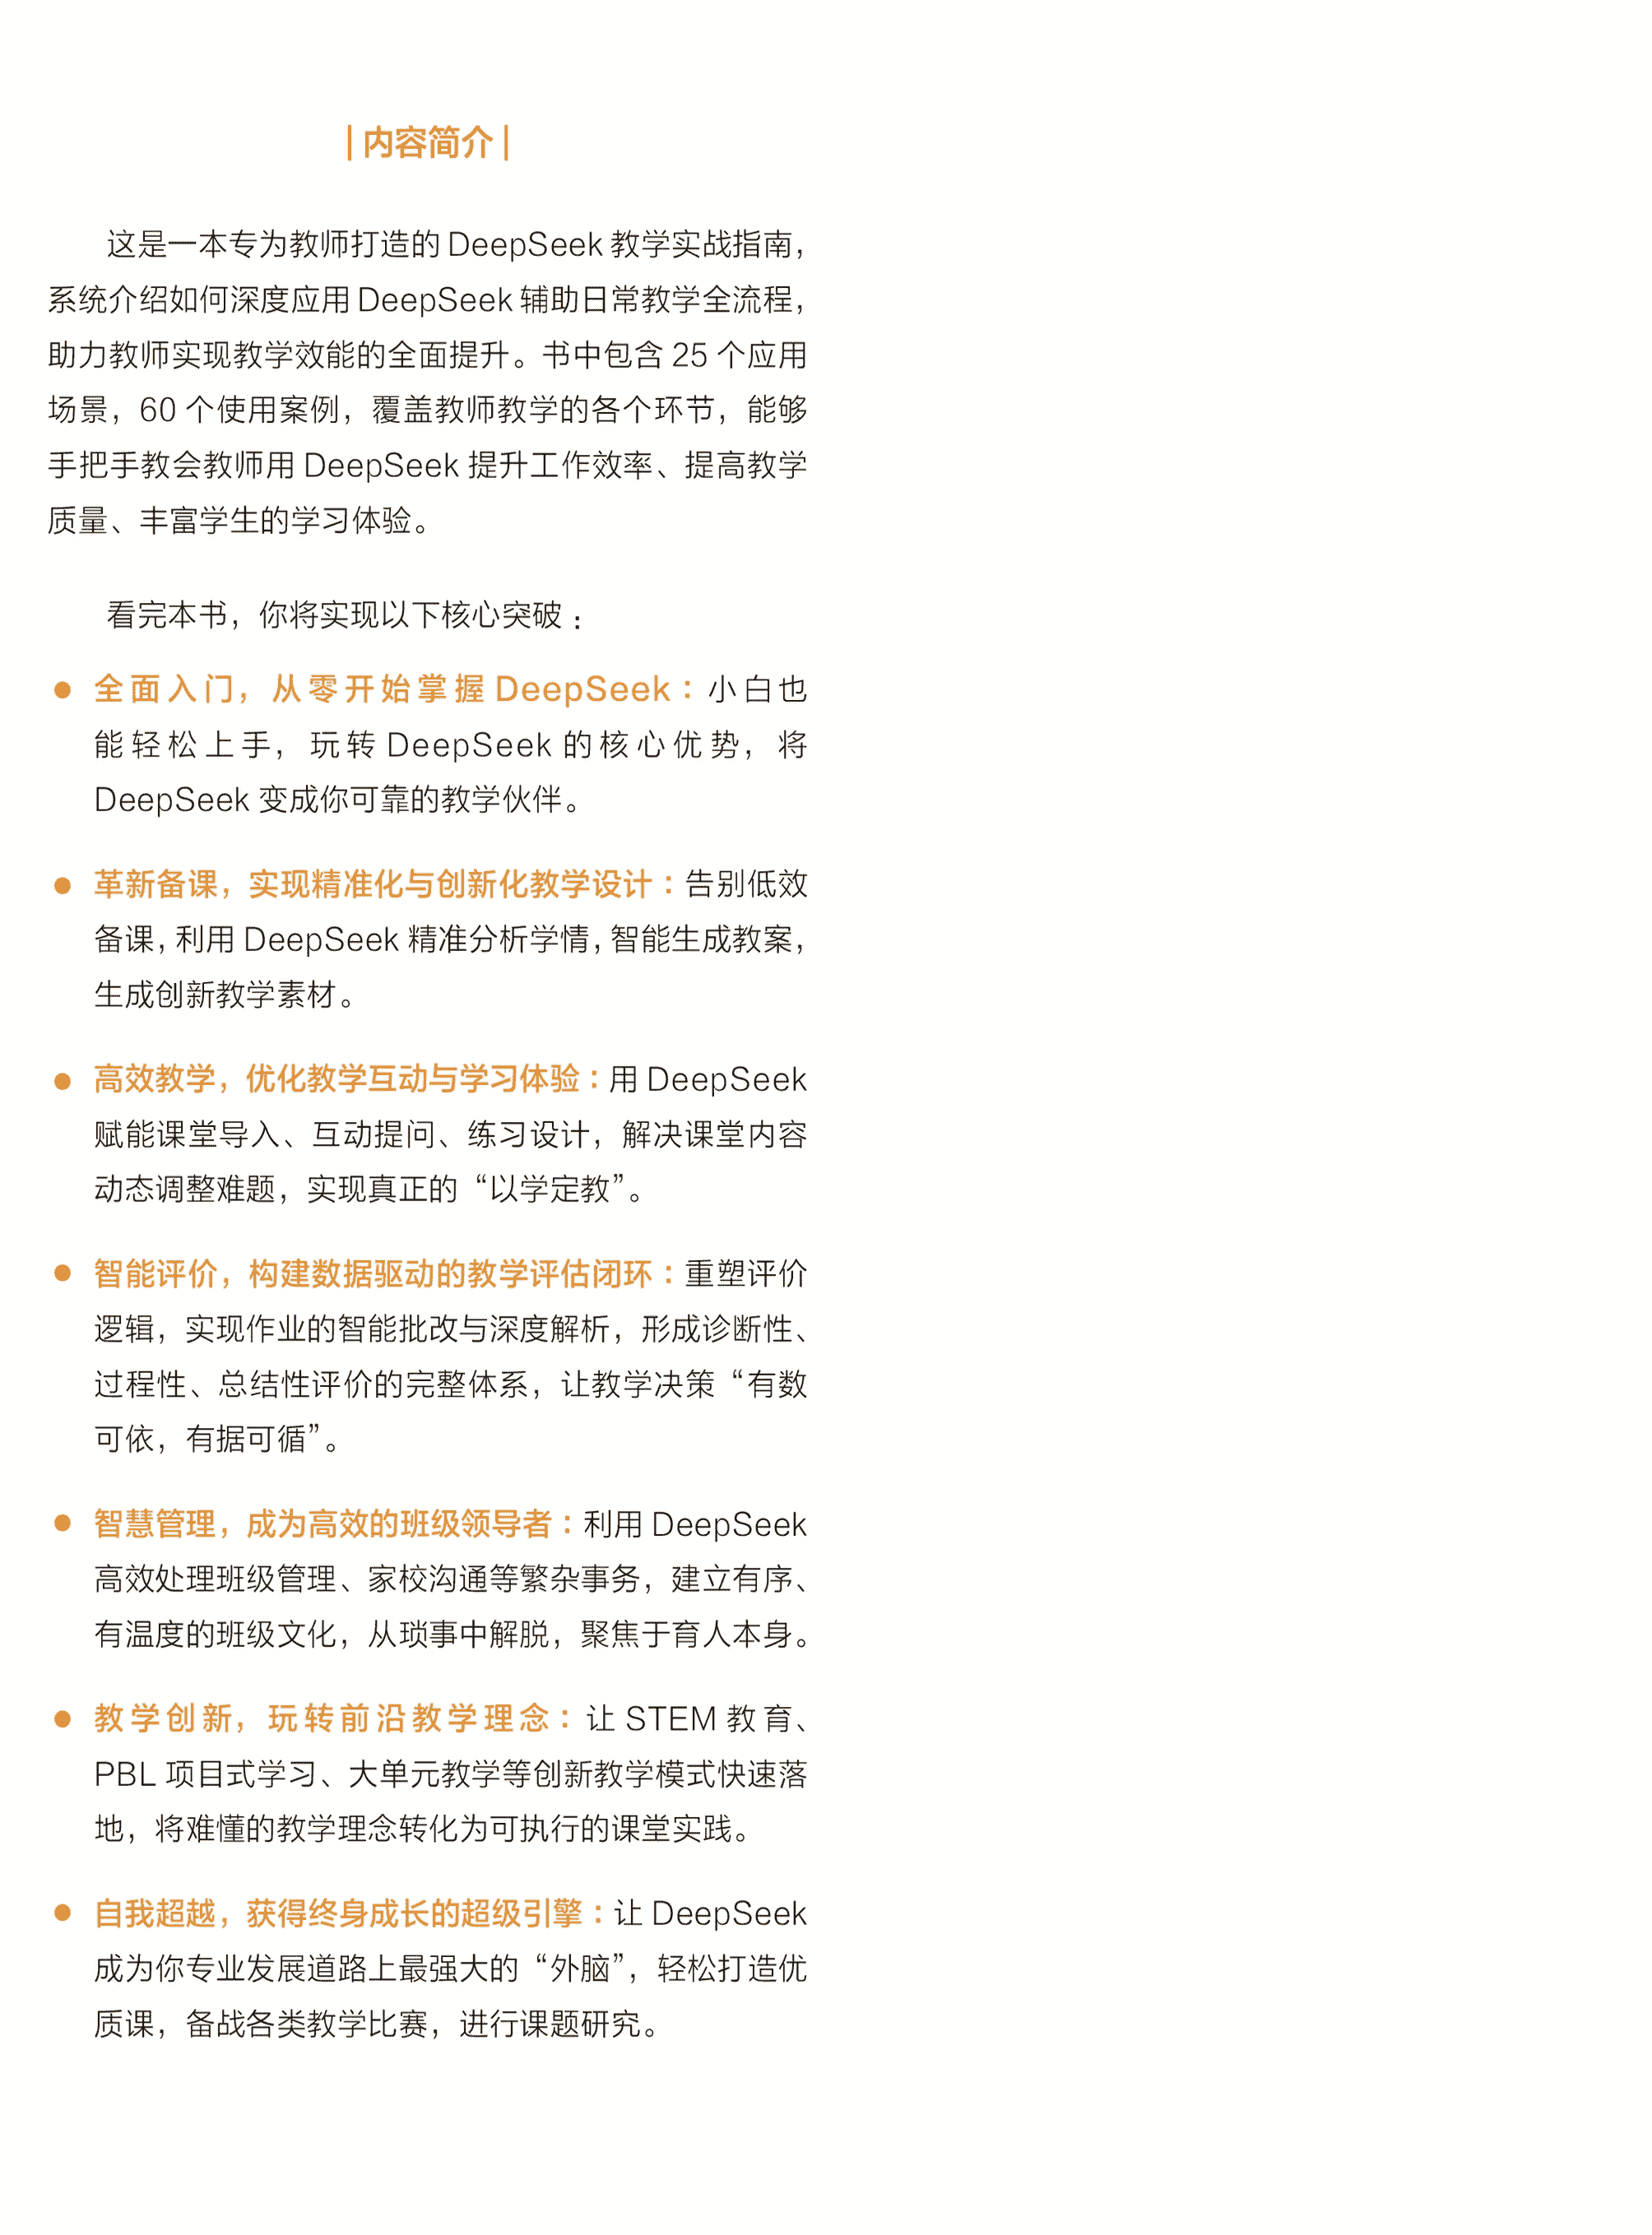 |内容简介|
这是一本专为教师打造的 DeepSeek 教学实战指南，
系统介绍如何深度应用 DeepSeek 辅助日常教学全流程，
助力教师实现教学效能的全面提升。书中包含 25 个应用
场景，60 个使用案例，覆盖教师教学的各个环节，能够
手把手教会教师用 DeepSeek 提升工作效率、提高教学
质量、丰富学生的学习体验。
看完本书，你将实现以下核心突破：
● 全面入门，从零开始掌握 DeepSeek：小白也
能轻松上手，玩转 DeepSeek 的核心优势，将
DeepSeek 变成你可靠的教学伙伴。
● 革新备课，实现精准化与创新化教学设计：告别低效
备课，利用 DeepSeek 精准分析学情，智能生成教案，
生成创新教学素材。
● 高效教学，优化教学互动与学习体验：用 DeepSeek
赋能课堂导入、互动提问、练习设计，解决课堂内容
动态调整难题，实现真正的“以学定教”。
● 智能评价，构建数据驱动的教学评估闭环：重塑评价
逻辑，实现作业的智能批改与深度解析，形成诊断性、
过程性、总结性评价的完整体系，让教学决策“有数
可依，有据可循”。
● 智慧管理，成为高效的班级领导者：利用 DeepSeek
高效处理班级管理、家校沟通等繁杂事务，建立有序、
有温度的班级文化，从琐事中解脱，聚焦于育人本身。
● 教学创新，玩转前沿教学理念：让 STEM 教育、
PBL 项目式学习、大单元教学等创新教学模式快速落
地，将难懂的教学理念转化为可执行的课堂实践。
● 自我超越，获得终身成长的超级引擎：让 DeepSeek
成为你专业发展道路上最强大的“外脑”，轻松打造优
质课，备战各类教学比赛，进行课题研究。